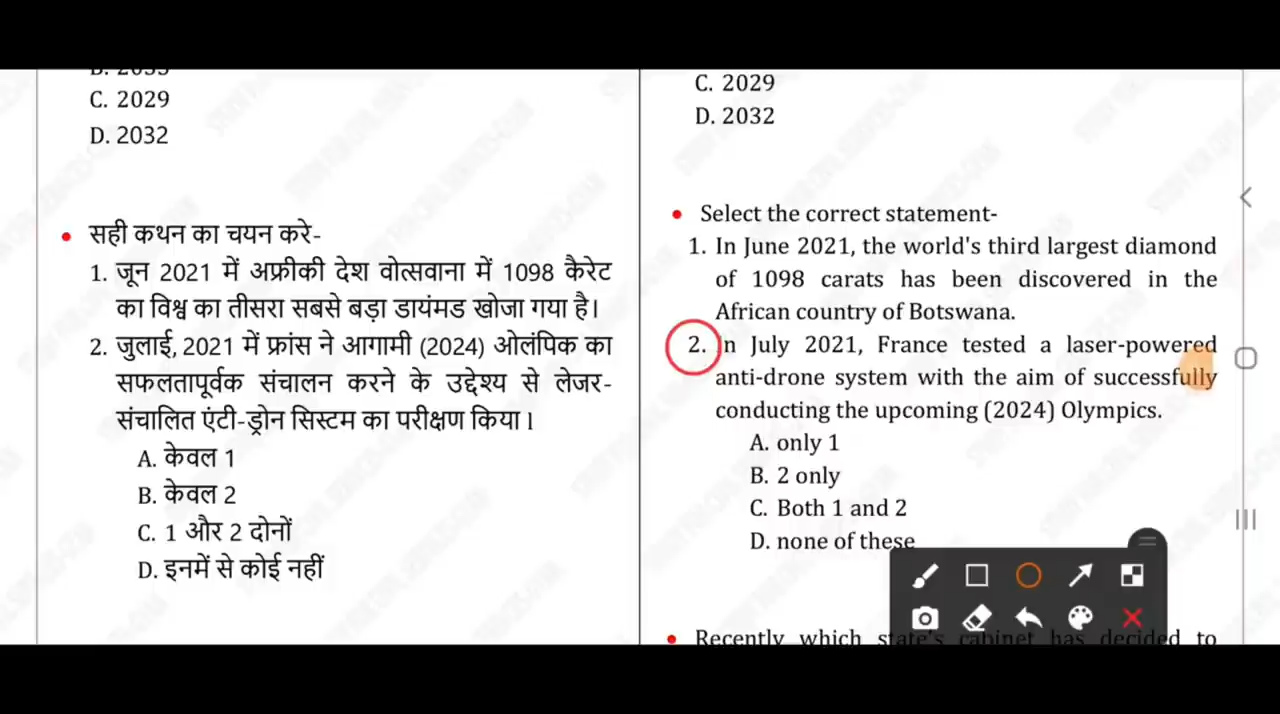 B. 2033
C. 2029
D. 2032
सही कथन का चयन करे-
1. जून 2021 में अफ्रीकी देश वोत्सवाना में 1098 कैरेट
का विश्व का तीसरा सबसे बड़ा डायंमड खोजा गया है।
2. जुलाई, 2021 में फ्रांस ने आगामी (2024) ओलंपिक का
सफलतापूर्वक संचालन करने के उद्देश्य से लेजर-
संचालित एंटी-ड्रोन सिस्टम का परीक्षण किया।
A. केवल 1
B. केवल 2
C. 1 और 2 दोनों
D. इनमें से कोई नहीं
C. 2029
D. 2032
Select the correct statement-
1. In June 2021, the world's third largest diamond
of 1098 carats has been discovered in the
African country of Botswana.
2. In July 2021, France tested a laser-powered
anti-drone system with the aim of successfully
conducting the upcoming (2024) Olympics.
A. only 1
B. 2 only
C. Both 1 and 2
D. none of these
Recently which state's cabinet has decided to